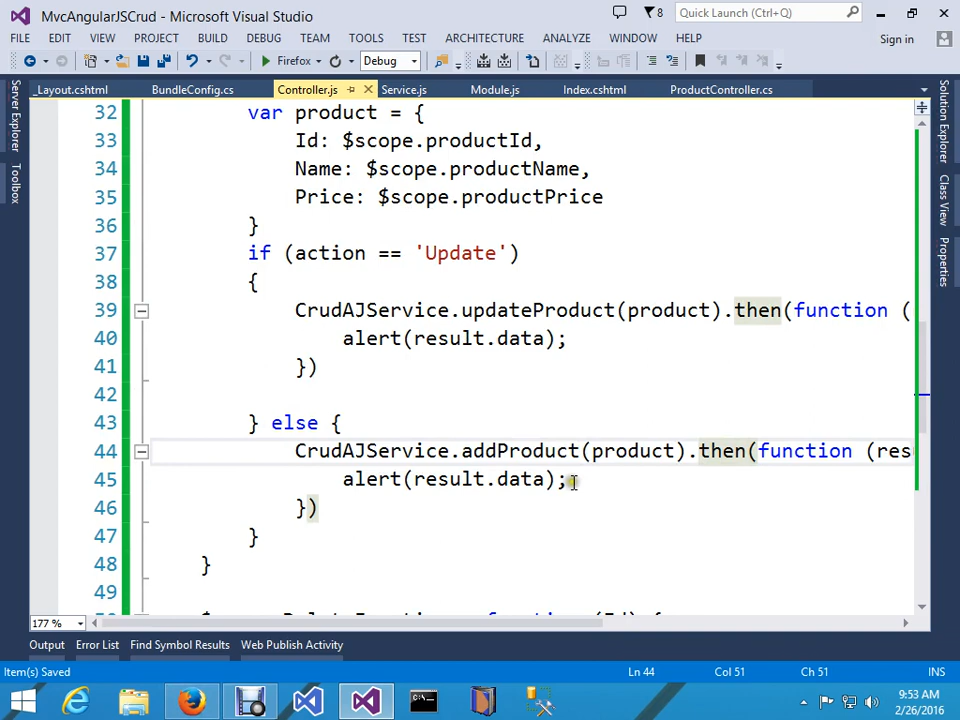 MvcAngularJSCrud - Microsoft Visual Studio
8
Quick Launch (Ctrl+Q)
FILE EDIT VIEW PROJECT BUILD DEBUG TEAM TOOLS TEST ARCHITECTURE ANALYZE WINDOW HELP
Sign in
Firefox
Debug
_Layout.cshtml BundleConfig.cs Controller.js Service.js Module.js Index.cshtml ProductController.cs
Server Explorer
Toolbox
Solution Explorer
Class View
Properties
32 var product = {
33 Id: $scope.productId,
34 Name: $scope.productName,
35 Price: $scope.productPrice
36 }
37 if (action == 'Update')
38 {
39 CrudAJService.updateProduct(product).then(function (
40 alert(result.data);
41 })
42
43 } else {
44 CrudAJService.addProduct(product).then(function (res
45 alert(result.data);
46 })
47 }
48 }
49
177 %
Output Error List Find Symbol Results Web Publish Activity
Item(s) Saved
Ln 44 Col 51 Ch 51 INS
9:53 AM
2/26/2016